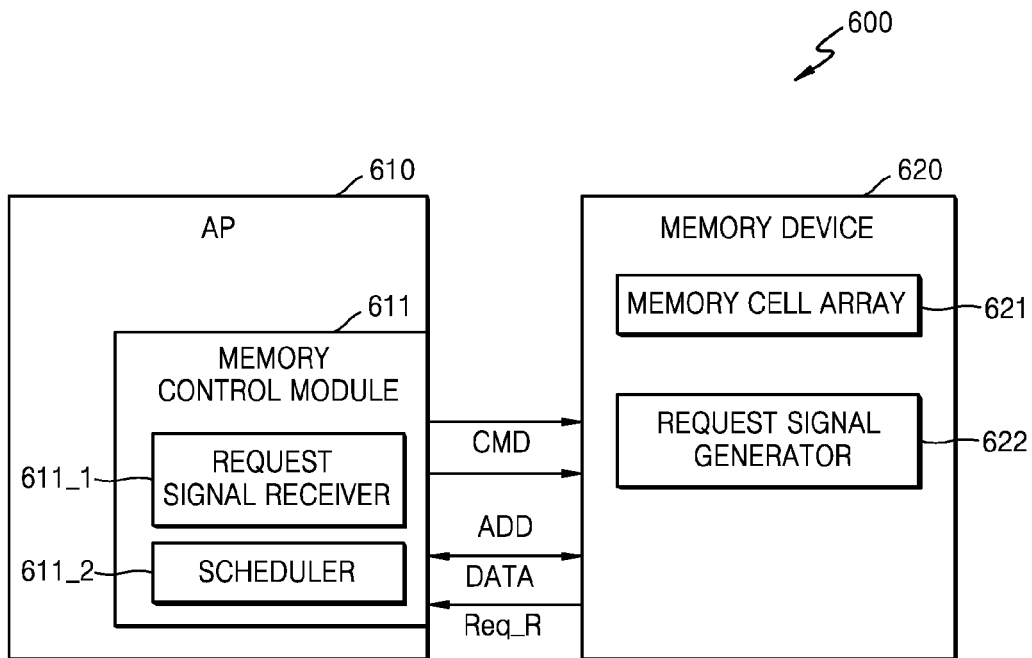 600
610
620
AP
MEMORY DEVICE
MEMORY CELL ARRAY
621
611
MEMORY
CONTROL MODULE
REQUEST SIGNAL
GENERATOR
622
CMD
611_1
REQUEST
SIGNAL RECEIVER
ADD
611_2
SCHEDULER
DATA
Req_R